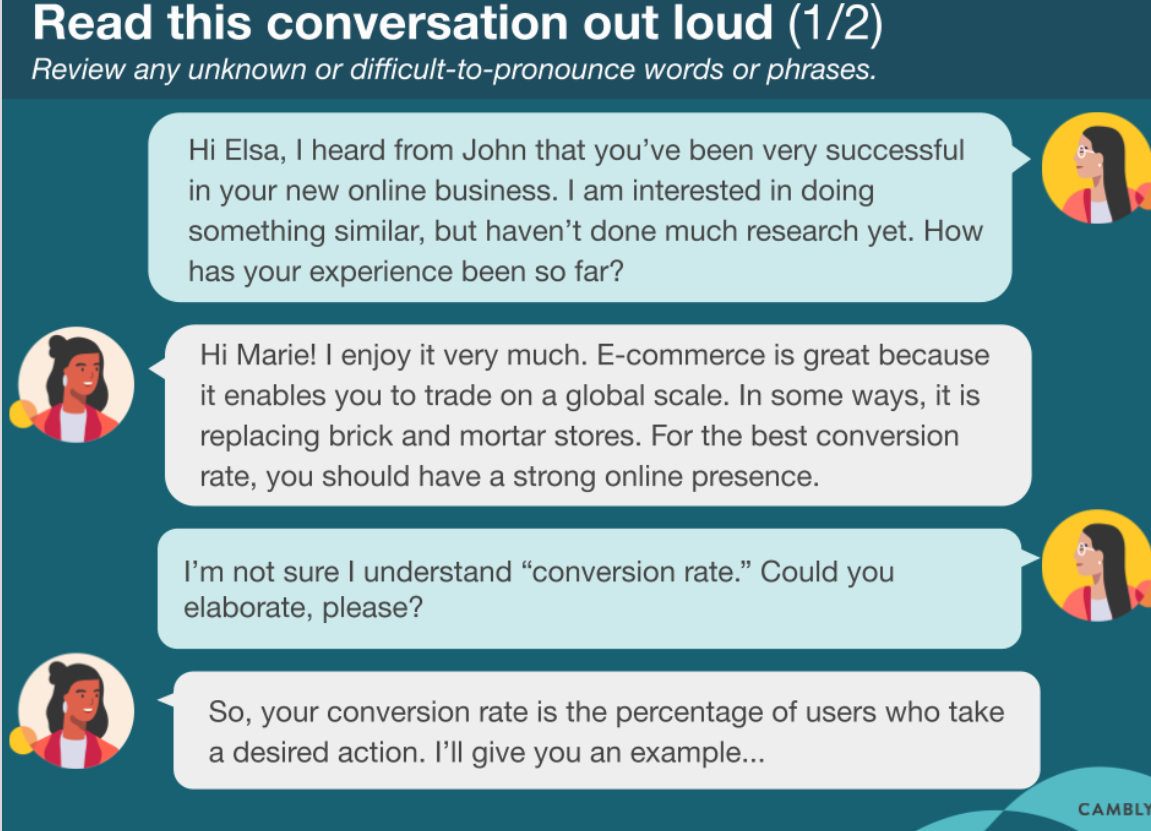 Read this conversation out loud (1/2)
Review any unknown or difficult-to-pronounce words or phrases.
Hi Elsa, I heard from John that you’ve been very successful
in your new online business. I am interested in doing
something similar, but haven’t done much research yet. How
has your experience been so far?
Hi Marie! I enjoy it very much. E-commerce is great because
it enables you to trade on a global scale. In some ways, it is
replacing brick and mortar stores. For the best conversion
rate, you should have a strong online presence.
I’m not sure I understand “conversion rate.” Could you
elaborate, please?
So, your conversion rate is the percentage of users who take
a desired action. I’ll give you an example...
CAMBLY